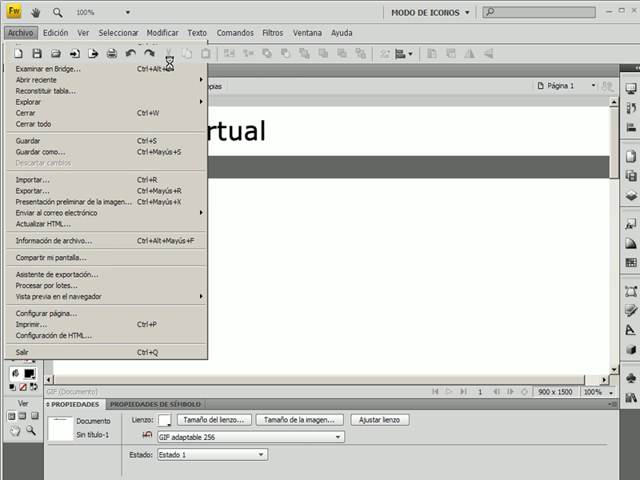 Fw 100% MODO DE ICONOS
Archivo Edición Ver Seleccionar Modificar Texto Comandos Filtros Ventana Ayuda
Examinar en Bridge... Ctrl+Alt+
Abrir reciente
Reconstituir tabla...
Explorar
Cerrar Ctrl+W
Cerrar todo
Guardar Ctrl+S
Guardar como... Ctrl+Mayús+S
Descartar cambios
Importar... Ctrl+R
Exportar... Ctrl+Mayús+R
Presentación preliminar de la imagen... Ctrl+Mayús+X
Enviar al correo electrónico
Actualizar HTML...
Información de archivo... Ctrl+Alt+Mayús+F
Compartir mi pantalla...
Asistente de exportación...
Procesar por lotes...
Vista previa en el navegador
Configurar página...
Imprimir... Ctrl+P
Configuración de HTML...
Salir Ctrl+Q
opias Página 1
rtual
GIF (Documento) 1 900 x 1500 100%
Ver
PROPIEDADES PROPIEDADES DE SÍMBOLO
Documento
Sin título-1
Lienzo: Tamaño del lienzo... Tamaño de la imagen... Ajustar lienzo
GIF adaptable 256
Estado: Estado 1